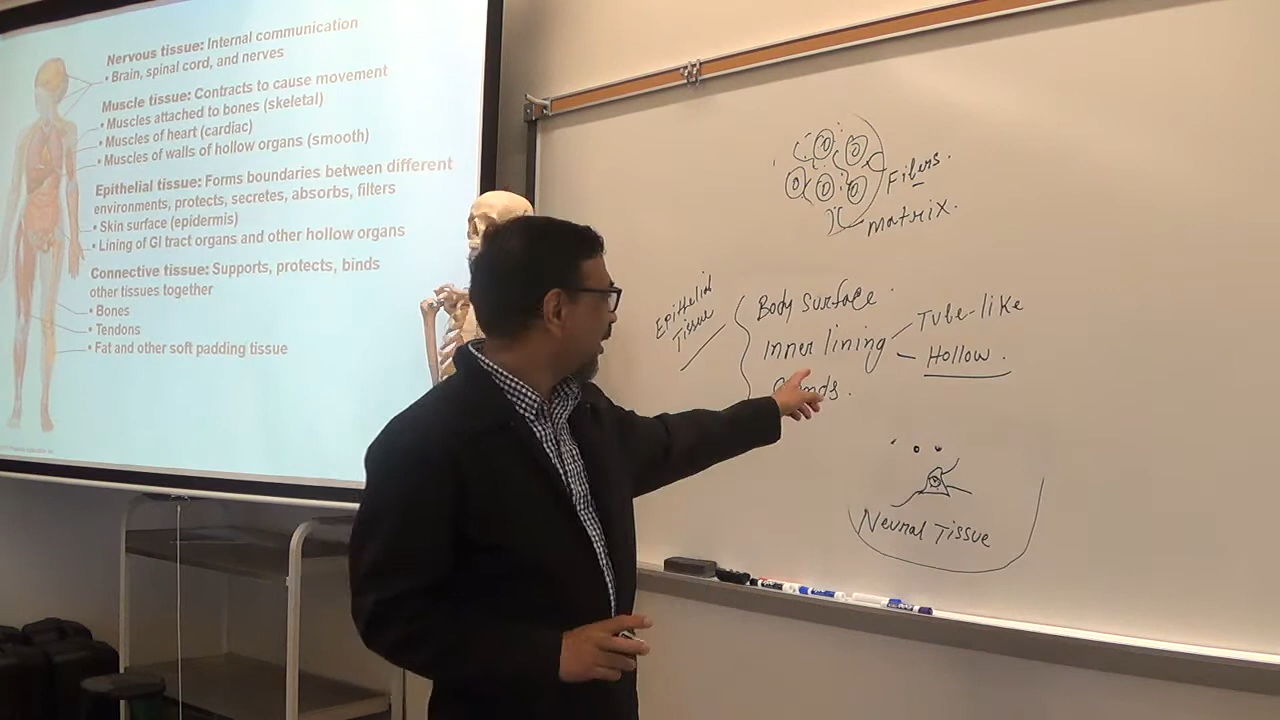 Nervous tissue: Internal communication
• Brain, spinal cord, and nerves
Muscle tissue: Contracts to cause movement
• Muscles attached to bones (skeletal)
• Muscles of heart (cardiac)
• Muscles of walls of hollow organs (smooth)
Epithelial tissue: Forms boundaries between different
environments, protects, secretes, absorbs, filters
• Skin surface (epidermis)
• Lining of GI tract organs and other hollow organs
Connective tissue: Supports, protects, binds
other tissues together
• Bones
• Tendons
• Fat and other soft padding tissue
Fibers.
matrix.
Epithelial
Tissue
Body surface.
Inner lining
Tube-like
Hollow.
Neural Tissue